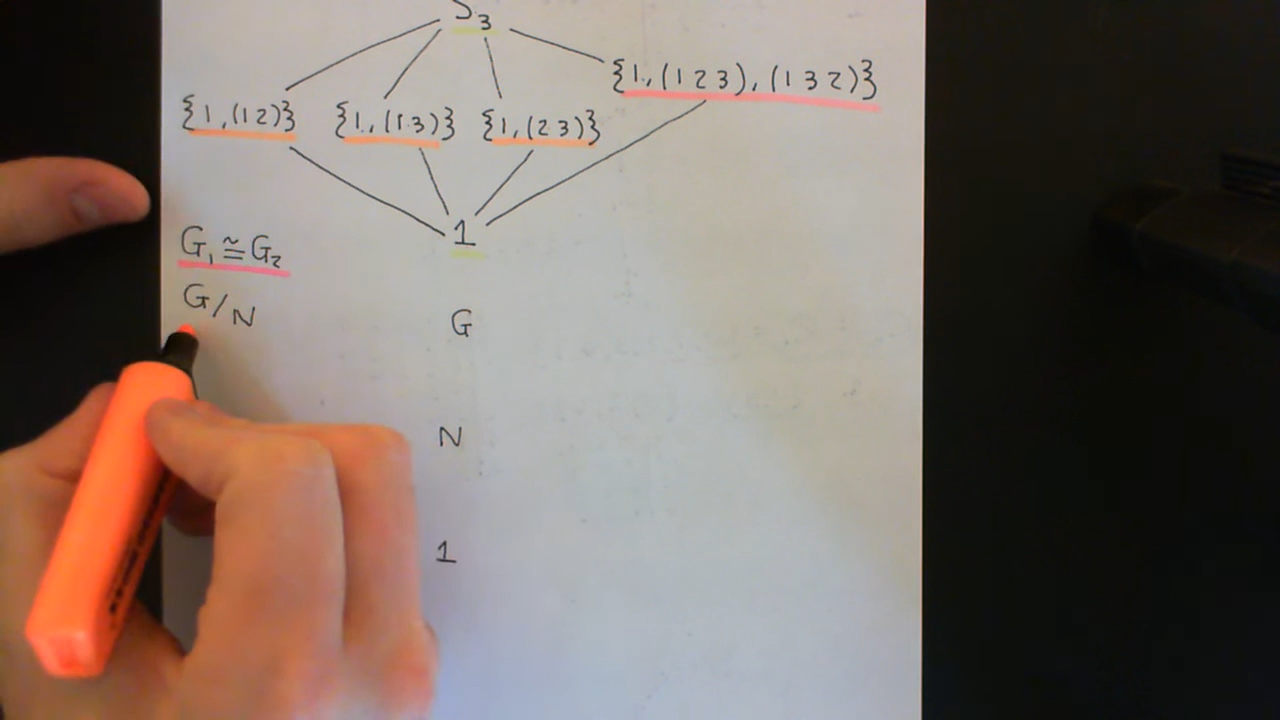 S₃
{1,(1 2)} {1,(1 3)} {1,(2 3)} {1,(1 2 3),(1 3 2)}
1
G₁ ≅ G₂
G/N
G
N
1